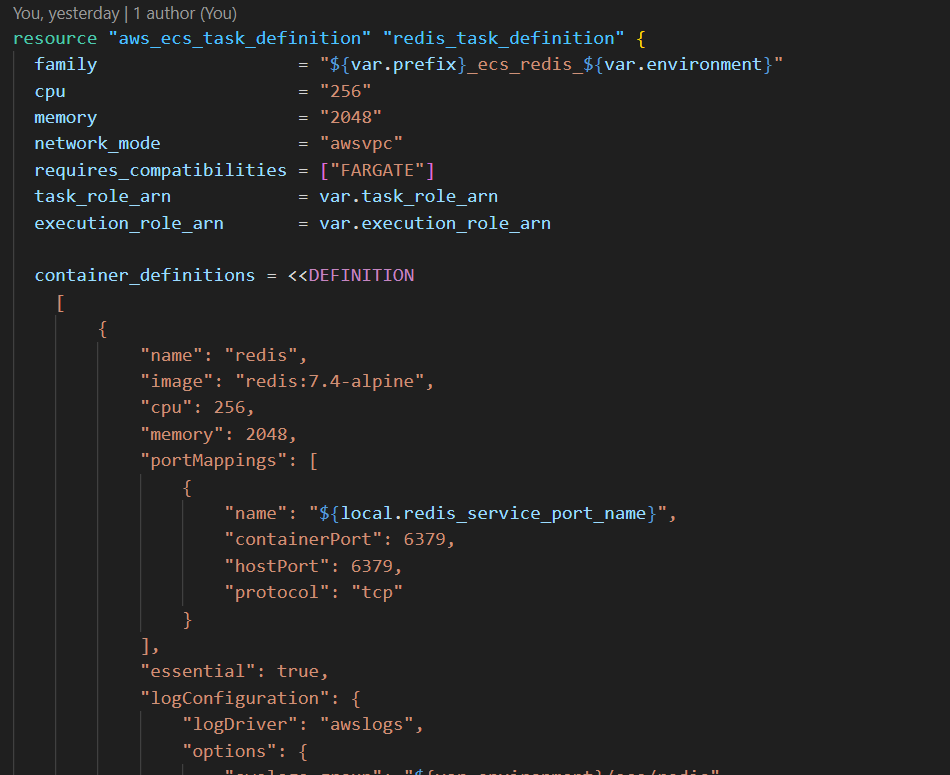 You, yesterday | 1 author (You)
resource "aws_ecs_task_definition" "redis_task_definition" {
  family                   = "${var.prefix}_ecs_redis_${var.environment}"
  cpu                      = "256"
  memory                   = "2048"
  network_mode             = "awsvpc"
  requires_compatibilities = ["FARGATE"]
  task_role_arn            = var.task_role_arn
  execution_role_arn       = var.execution_role_arn

  container_definitions = <<DEFINITION
    [
        {
            "name": "redis",
            "image": "redis:7.4-alpine",
            "cpu": 256,
            "memory": 2048,
            "portMappings": [
                {
                    "name": "${local.redis_service_port_name}",
                    "containerPort": 6379,
                    "hostPort": 6379,
                    "protocol": "tcp"
                }
            ],
            "essential": true,
            "logConfiguration": {
                "logDriver": "awslogs",
                "options": {